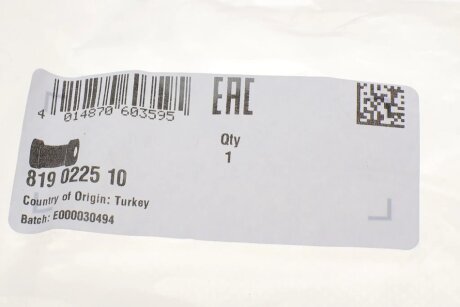 EAC
4 014870 603595
Qty
1
819 0225 10
Country of Origin: Turkey
Batch: E000030494